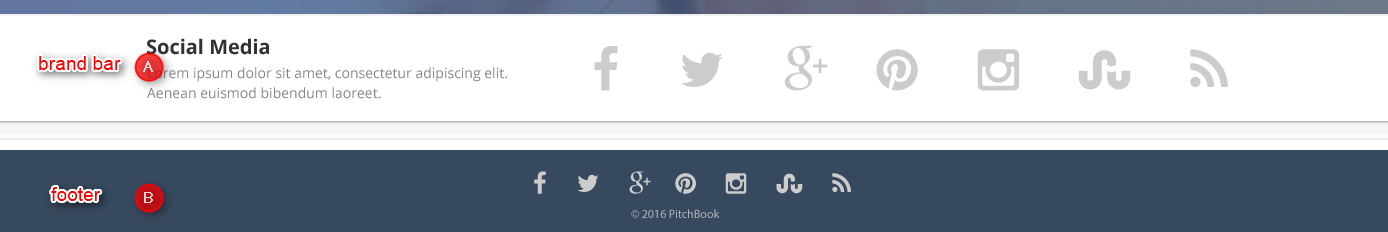 Social Media
brand bar
A
Lorem ipsum dolor sit amet, consectetur adipiscing elit.
Aenean euismod bibendum laoreet.
footer
B
© 2016 PitchBook